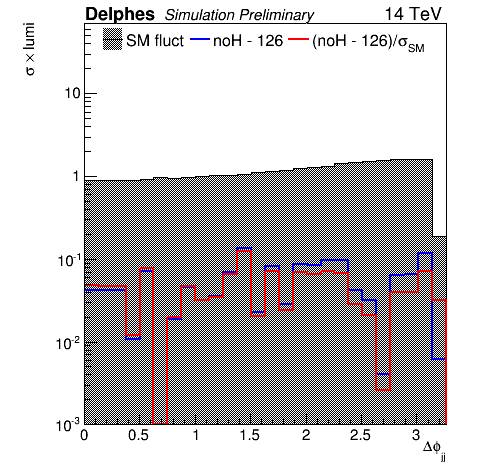 Delphes Simulation Preliminary 14 TeV
SM fluct noH - 126 (noH - 126)/σ_SM
σ × lumi
10
1
10⁻¹
10⁻²
10⁻³
0 0.5 1 1.5 2 2.5 3
Δϕ_jj